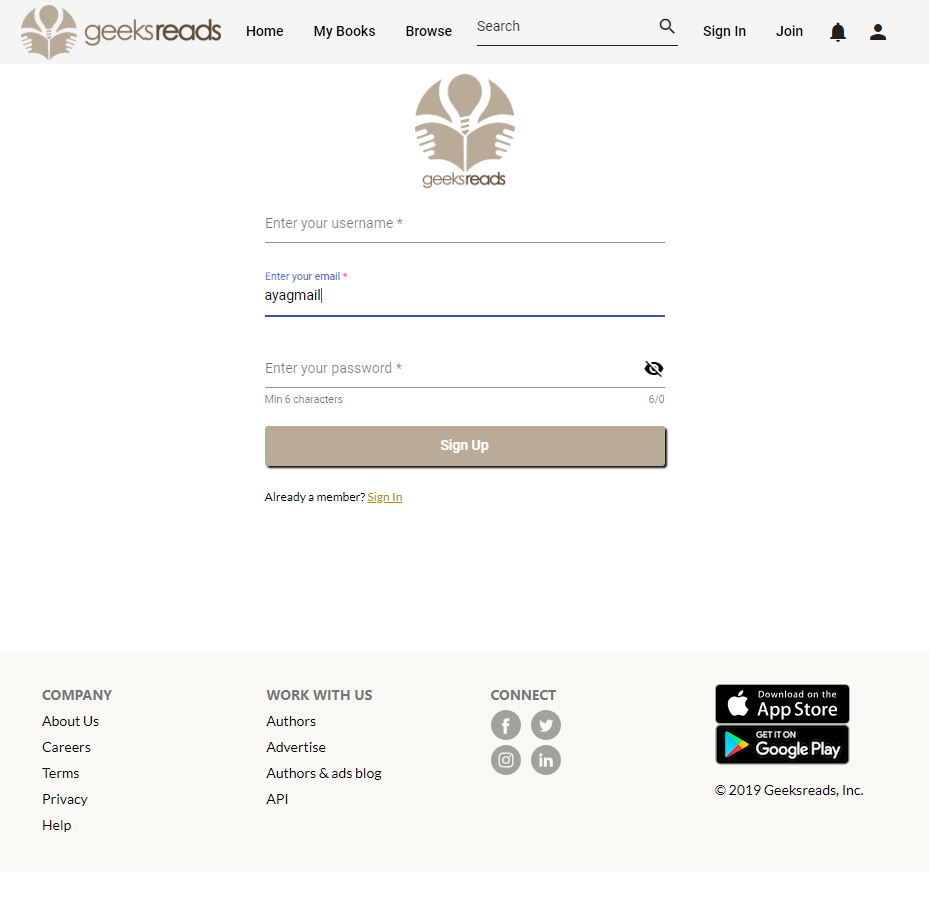 geeksreads Home My Books Browse Search Sign In Join
geeksreads
Enter your username *
Enter your email *
ayagmail
Enter your password *
Min 6 characters 6/0
Sign Up
Already a member? Sign In
COMPANY
About Us
Careers
Terms
Privacy
Help
WORK WITH US
Authors
Advertise
Authors & ads blog
API
CONNECT
Download on the
App Store
GET IT ON
Google Play
© 2019 Geeksreads, Inc.